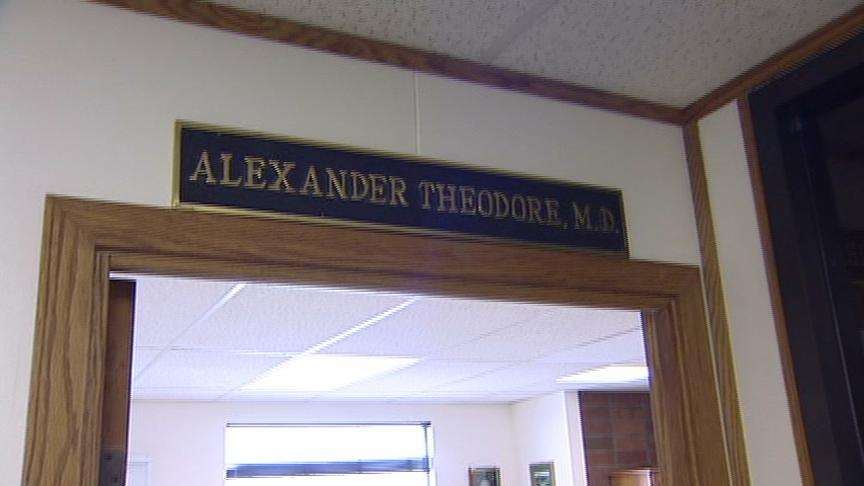 ALEXANDER THEODORE, M.D.